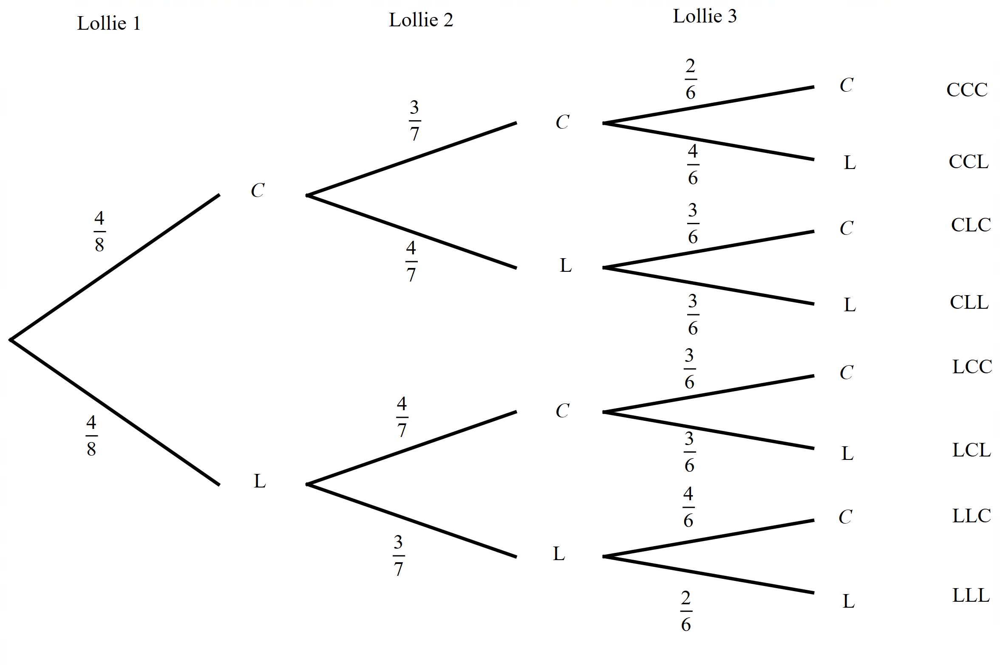 Lollie 1 Lollie 2 Lollie 3
2/6 C CCC
3/7 C
4/6 L CCL
4/8 C
3/6 C CLC
4/7 L
3/6 L CLL
3/6 C LCC
4/7 C
3/6 L LCL
4/8 L
4/6 C LLC
3/7 L
2/6 L LLL